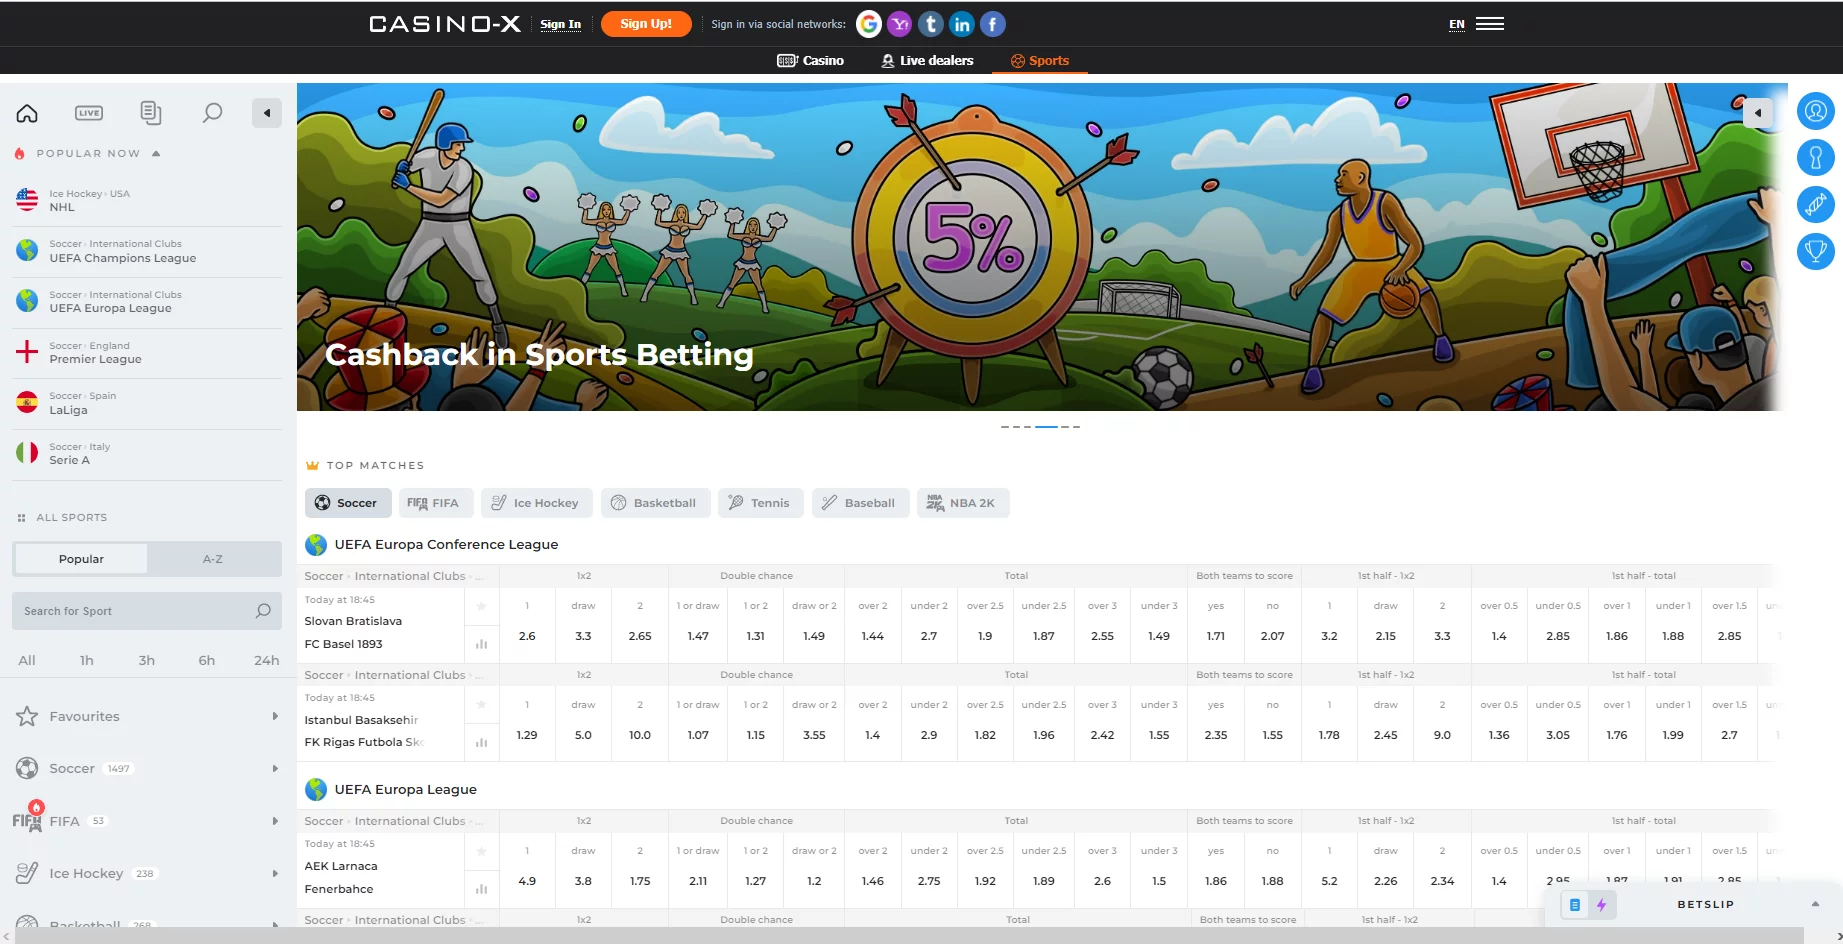 CASINO-X Sign In Sign Up! Sign in via social networks: EN
Casino Live dealers Sports
LIVE
POPULAR NOW
Ice Hockey › USA
NHL
Soccer › International Clubs
UEFA Champions League
Soccer › International Clubs
UEFA Europa League
Soccer › England
Premier League
Soccer › Spain
LaLiga
Soccer › Italy
Serie A
ALL SPORTS
Popular A-Z
Search for Sport
All 1h 3h 6h 24h
Favourites
Soccer 1497
FIFA 53
Ice Hockey 238
Basketball 268
5%
Cashback in Sports Betting
TOP MATCHES
Soccer FIFA Ice Hockey Basketball Tennis Baseball NBA 2K
UEFA Europa Conference League
Soccer › International Clubs › ... 1x2 Double chance Total Both teams to score 1st half - 1x2 1st half - total
Today at 18:45 1 draw 2 1 or draw 1 or 2 draw or 2 over 2 under 2 over 2.5 under 2.5 over 3 under 3 yes no 1 draw 2 over 0.5 under 0.5 over 1 under 1 over 1.5
Slovan Bratislava
FC Basel 1893
2.6 3.3 2.65 1.47 1.31 1.49 1.44 2.7 1.9 1.87 2.55 1.49 1.71 2.07 3.2 2.15 3.3 1.4 2.85 1.86 1.88 2.85
Soccer › International Clubs › ... 1x2 Double chance Total Both teams to score 1st half - 1x2 1st half - total
Today at 18:45 1 draw 2 1 or draw 1 or 2 draw or 2 over 2 under 2 over 2.5 under 2.5 over 3 under 3 yes no 1 draw 2 over 0.5 under 0.5 over 1 under 1 over 1.5
Istanbul Basaksehir
FK Rigas Futbola
1.29 5.0 10.0 1.07 1.15 3.55 1.4 2.9 1.82 1.96 2.42 1.55 2.35 1.55 1.78 2.45 9.0 1.36 3.05 1.76 1.99 2.7
UEFA Europa League
Soccer › International Clubs › ... 1x2 Double chance Total Both teams to score 1st half - 1x2 1st half - total
Today at 18:45 1 draw 2 1 or draw 1 or 2 draw or 2 over 2 under 2 over 2.5 under 2.5 over 3 under 3 yes no 1 draw 2 over 0.5 under 0.5 over 1 under 1 over 1.5
AEK Larnaca
Fenerbahce
4.9 3.8 1.75 2.11 1.27 1.2 1.46 2.75 1.92 1.89 2.6 1.5 1.86 1.88 5.2 2.26 2.34 1.4 2.95 1.87 1.91 2.85
Soccer › International Clubs › ... 1x2 Double chance Total Both teams to score 1st half - 1x2
BETSLIP